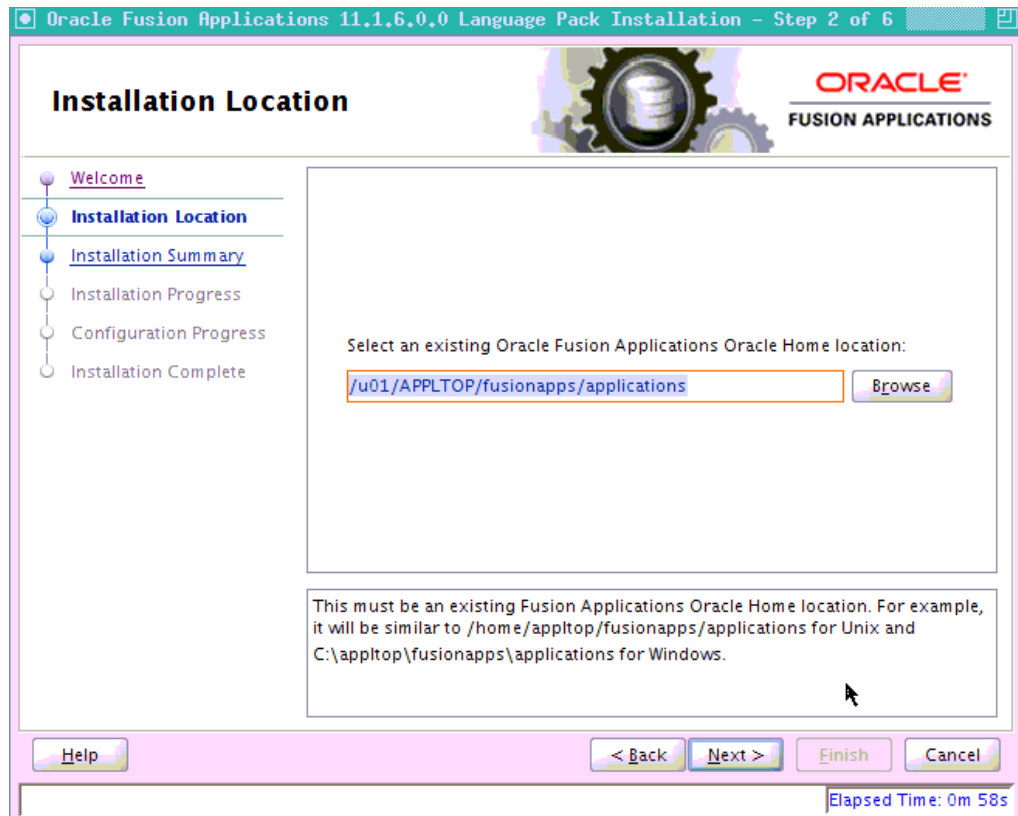 Oracle Fusion Applications 11.1.6.0.0 Language Pack Installation - Step 2 of 6
Installation Location
ORACLE
FUSION APPLICATIONS
Welcome
Installation Location
Installation Summary
Installation Progress
Configuration Progress
Installation Complete
Select an existing Oracle Fusion Applications Oracle Home location:
/u01/APPLTOP/fusionapps/applications
Browse
This must be an existing Fusion Applications Oracle Home location. For example,
it will be similar to /home/appltop/fusionapps/applications for Unix and
C:\appltop\fusionapps\applications for Windows.
Help
< Back
Next >
Finish
Cancel
Elapsed Time: 0m 58s